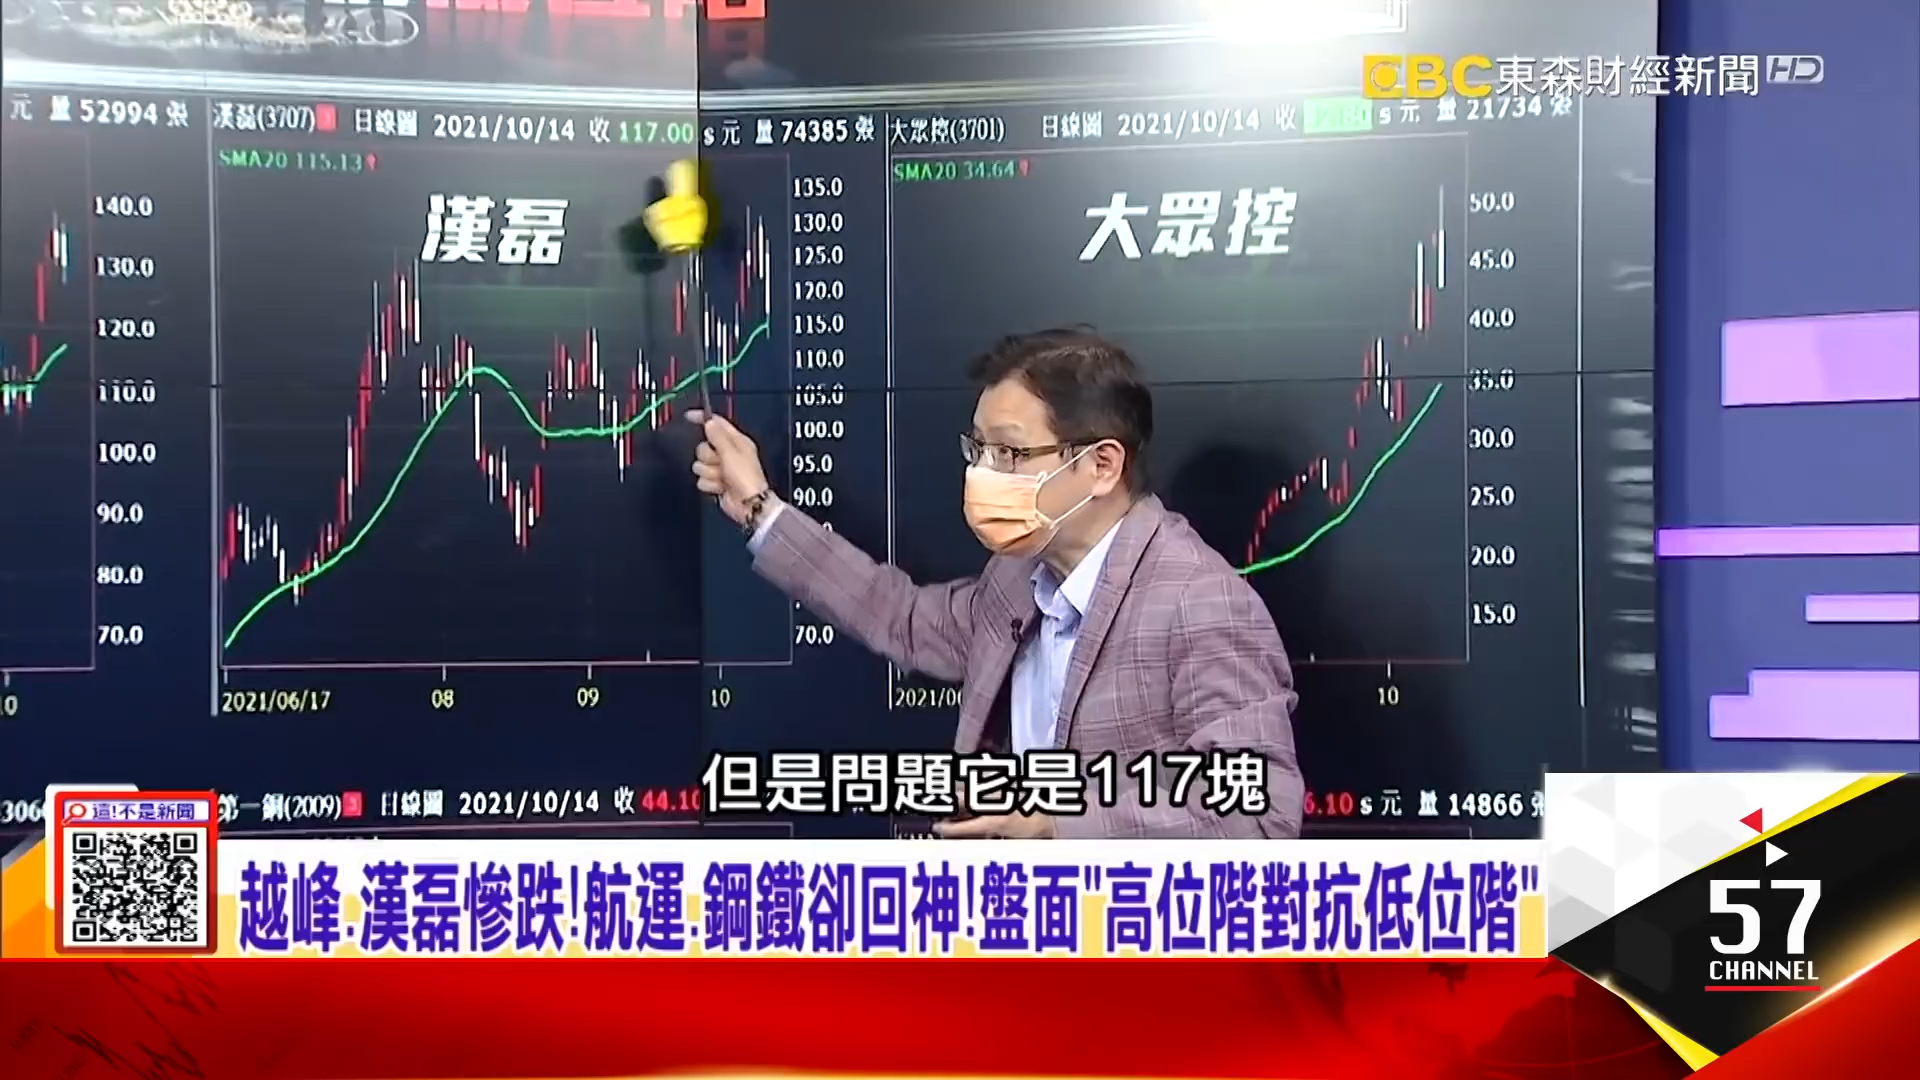 EBC東森財經新聞HD
元 量 52994 張
漢磊(3707) 日線圖 2021/10/14 收 117.00 s 元 量 74385 張
大眾控(3701) 日線圖 2021/10/14 收 s 元 量 21734 張
SMA20 115.13
SMA20 34.64
漢磊
大眾控
140.0
130.0
120.0
110.0
100.0
90.0
80.0
70.0
135.0
130.0
125.0
120.0
115.0
110.0
105.0
100.0
95.0
90.0
70.0
50.0
45.0
40.0
35.0
30.0
25.0
20.0
15.0
2021/06/17 08 09 10
10
但是問題它是117塊
第一銅(2009) 日線圖 2021/10/14 收 44.10
6.10 s 元 量 14866 張
這!不是新聞
越峰.漢磊慘跌!航運.鋼鐵卻回神!盤面"高位階對抗低位階"
57
CHANNEL